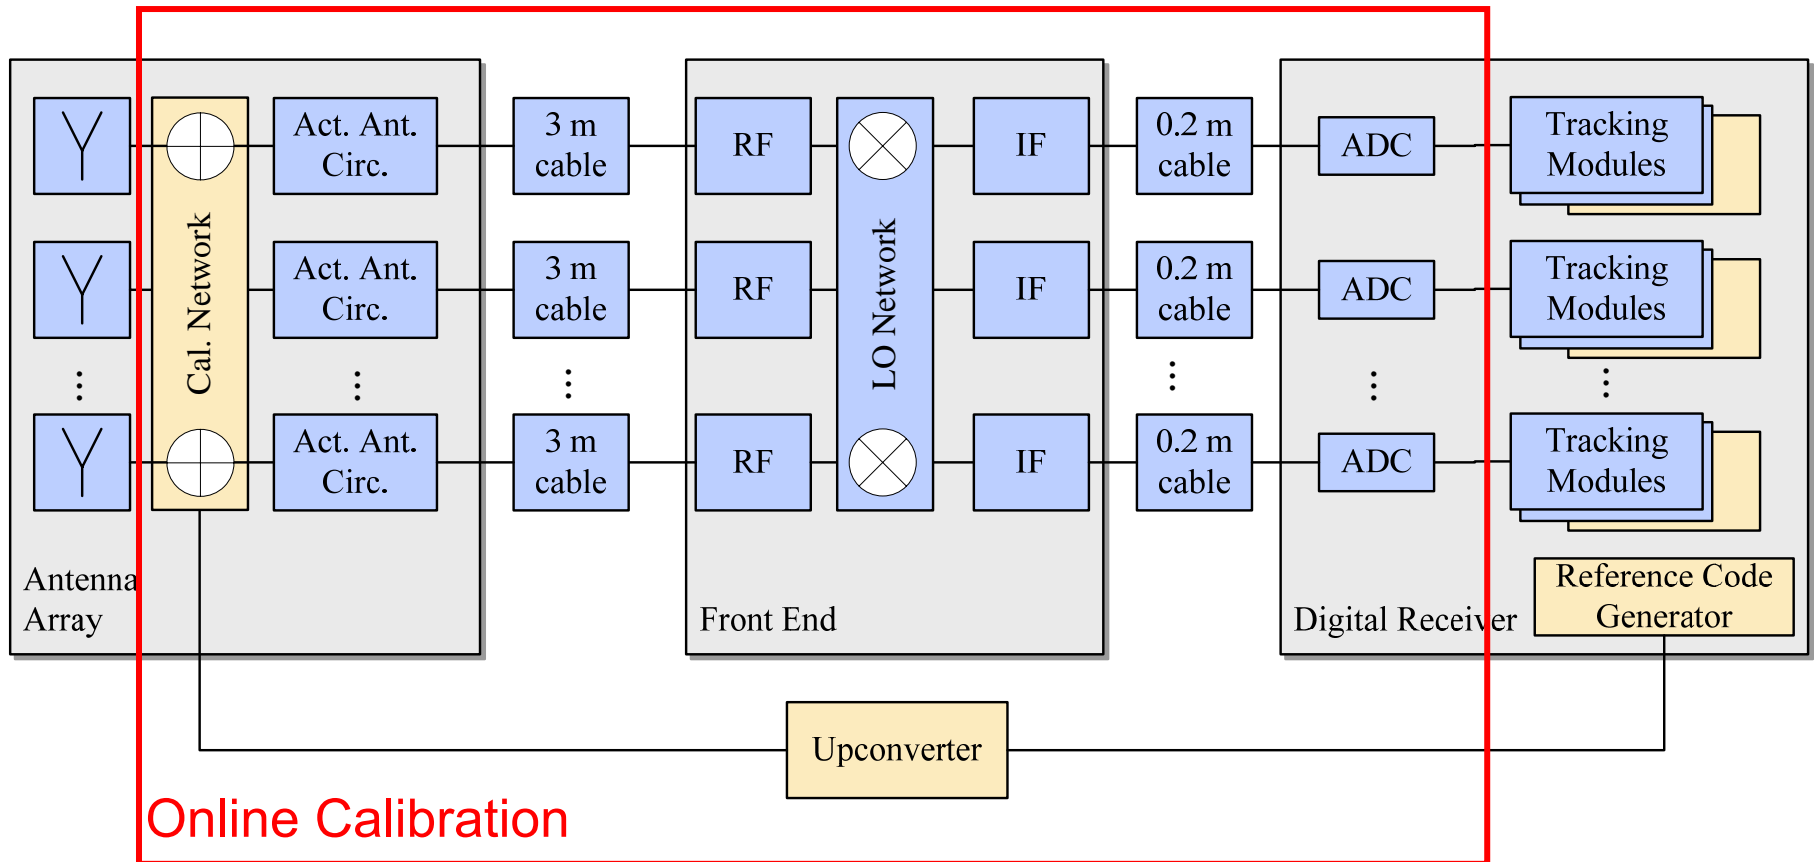 Act. Ant.
Circ.
3 m
cable
RF
IF
0.2 m
cable
ADC
Tracking
Modules
Cal. Network
Act. Ant.
Circ.
3 m
cable
RF
LO Network
IF
0.2 m
cable
ADC
Tracking
Modules
...
...
...
...
...
...
Act. Ant.
Circ.
3 m
cable
RF
IF
0.2 m
cable
ADC
Tracking
Modules
Antenna
Array
Front End
Digital Receiver
Reference Code
Generator
Upconverter
Online Calibration